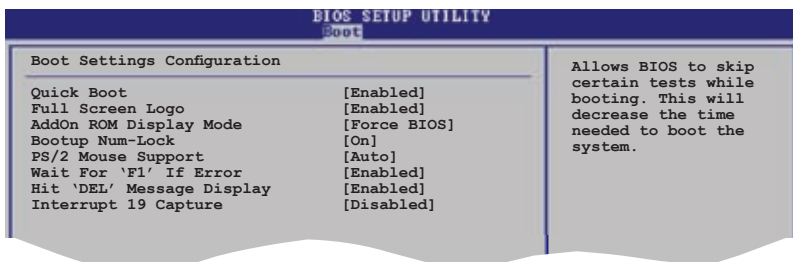 BIOS SETUP UTILITY
Boot
Boot Settings Configuration
Quick Boot [Enabled]
Full Screen Logo [Enabled]
AddOn ROM Display Mode [Force BIOS]
Bootup Num-Lock [On]
PS/2 Mouse Support [Auto]
Wait For ‘F1’ If Error [Enabled]
Hit ‘DEL’ Message Display [Enabled]
Interrupt 19 Capture [Disabled]
Allows BIOS to skip
certain tests while
booting. This will
decrease the time
needed to boot the
system.